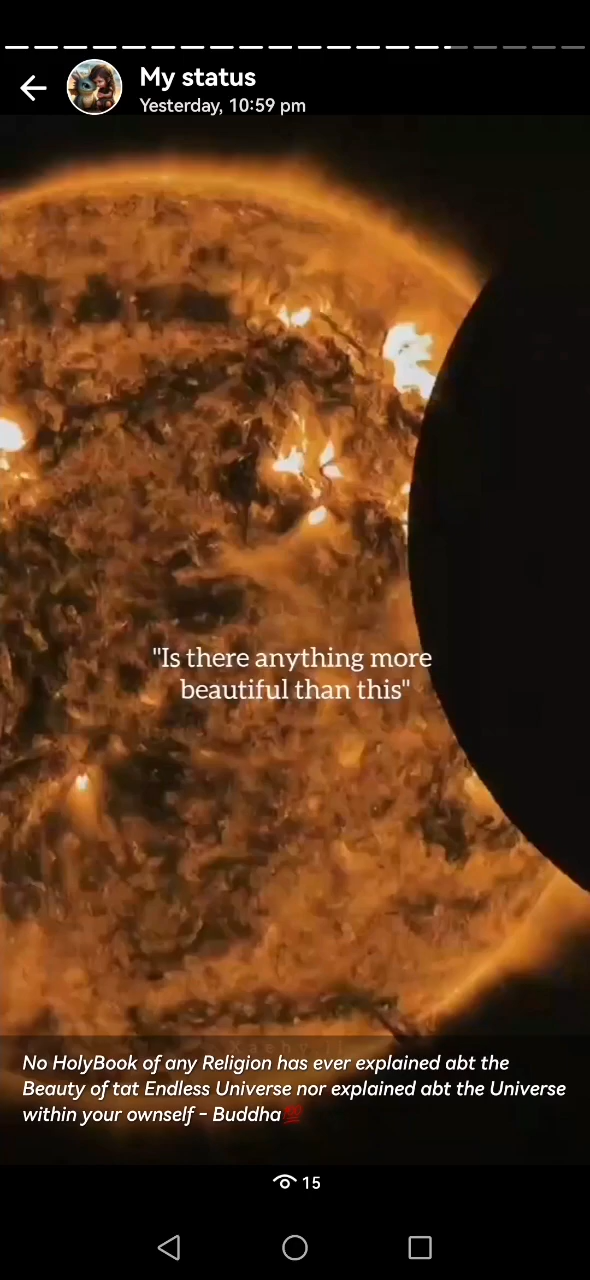 My status
Yesterday, 10:59 pm
"Is there anything more
beautiful than this"
No HolyBook of any Religion has ever explained abt the
Beauty of tat Endless Universe nor explained abt the Universe
within your ownself - Buddha💯
15